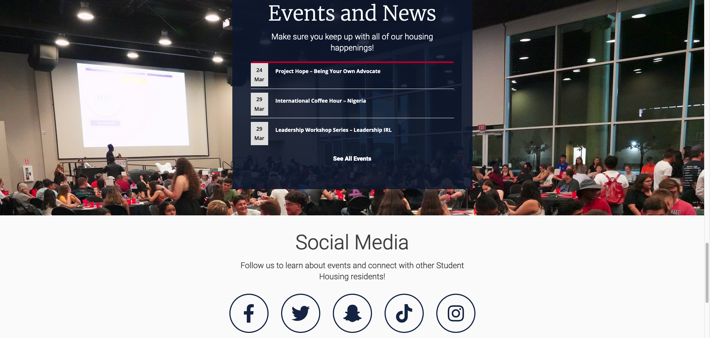 Events and News
Make sure you keep up with all of our housing
happenings!
24
Mar
Project Hope – Being Your Own Advocate
29
Mar
International Coffee Hour – Nigeria
29
Mar
Leadership Workshop Series – Leadership IRL
See All Events
Social Media
Follow us to learn about events and connect with other Student
Housing residents!